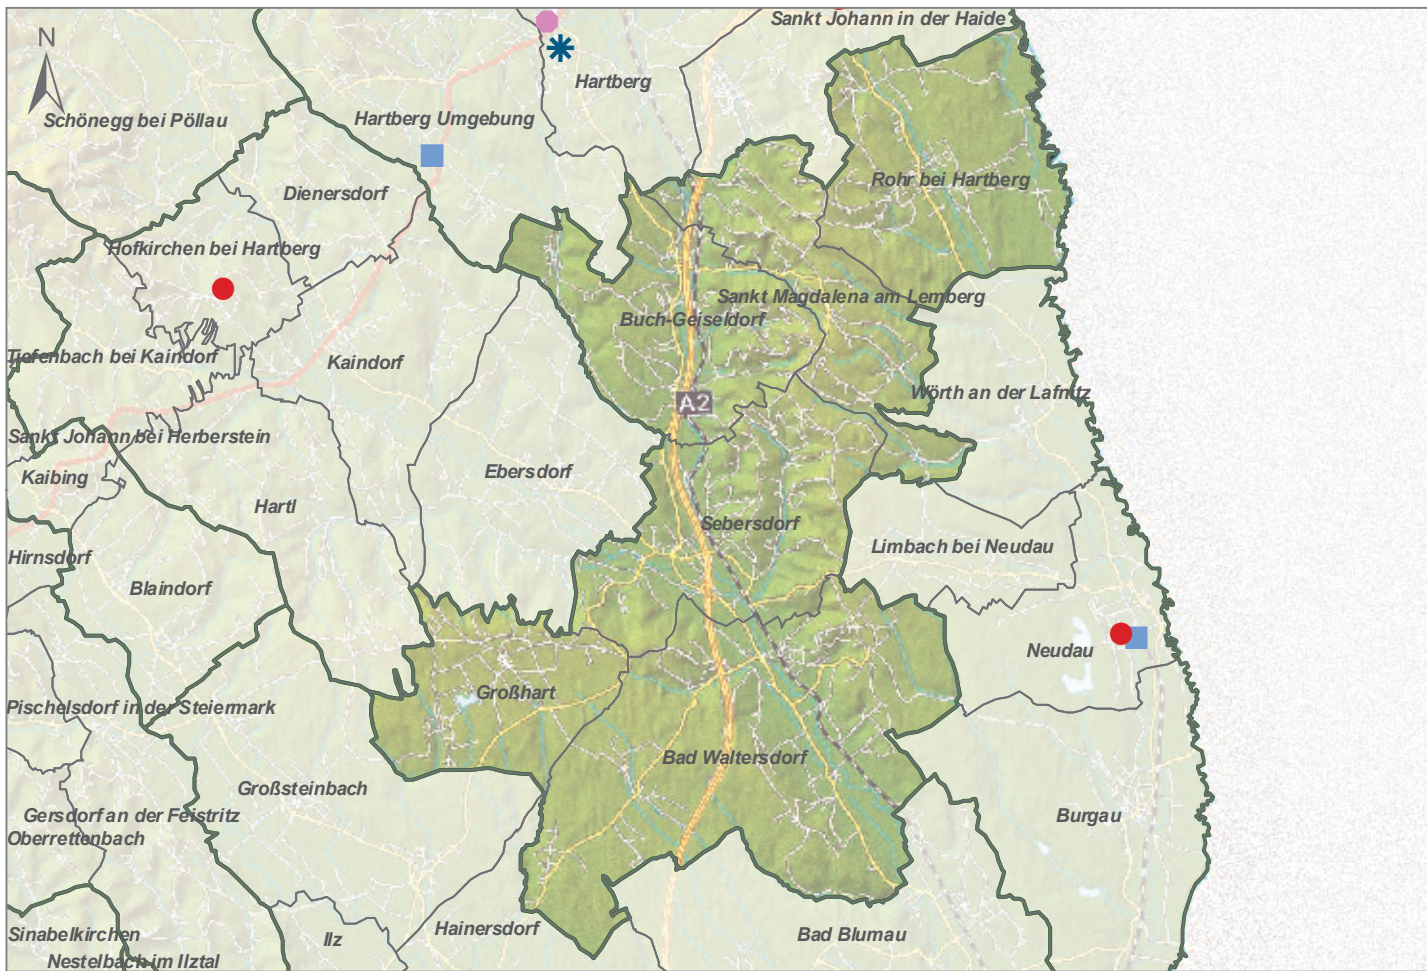 Sankt Johann in der Haide
N
Hartberg
Schönegg bei Pöllau
Hartberg Umgebung
Rohr bei Hartberg
Dienersdorf
Hofkirchen bei Hartberg
Sankt Magdalena am Lemberg
Buch-Geiseldorf
Tiefenbach bei Kaindorf
Kaindorf
Wörth an der Lafnitz
A2
Sankt Johann bei Herberstein
Kaibing
Ebersdorf
Hartl
Sebersdorf
Limbach bei Neudau
Hirnsdorf
Blaindorf
Neudau
Großhart
Pischelsdorf in der Steiermark
Bad Waltersdorf
Großsteinbach
Gersdorf an der Feistritz
Burgau
Oberrettenbach
Hainersdorf
Sinabelkirchen
Ilz
Bad Blumau
Nestelbach im Ilztal